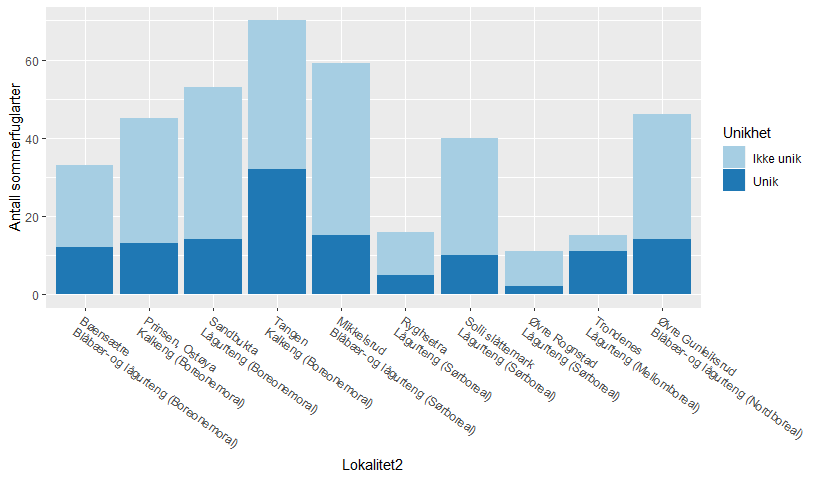 Antall sommerfuglarter
60
40
20
0
Bøensætre
Blåbær- og lågurteng (Boreonemoral)
Prinsen, Ostøya
Kalkeng (Boreonemoral)
Sandbukta
Lågurteng (Boreonemoral)
Tangen
Kalkeng (Boreonemoral)
Mikkelsrud
Blåbær- og lågurteng (Sørboreal)
Ryghsetra
Lågurteng (Sørboreal)
Solli slåttemark
Lågurteng (Sørboreal)
Øvre Rognstad
Lågurteng (Sørboreal)
Trondenes
Lågurteng (Mellomboreal)
Øvre Gunleiksrud
Blåbær- og lågurteng (Nordboreal)
Lokalitet2
Unikhet
Ikke unik
Unik